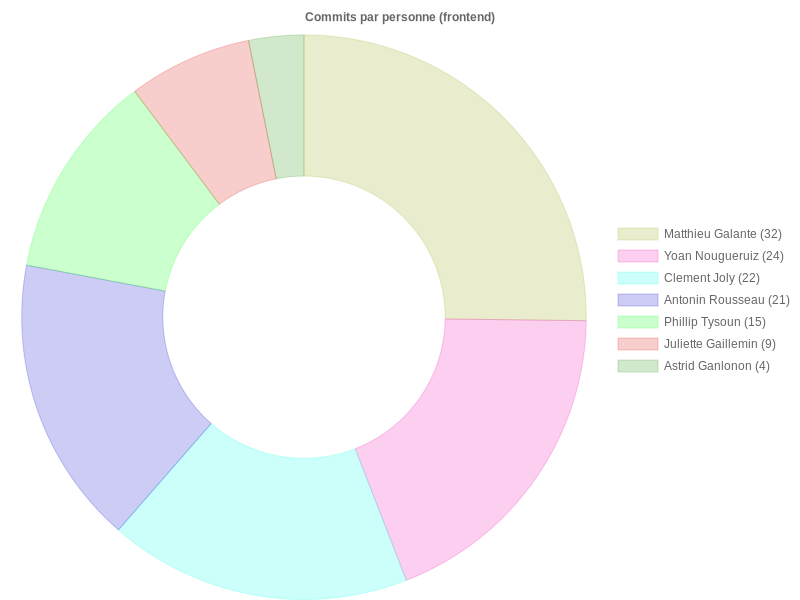 Commits par personne (frontend)
Matthieu Galante (32)
Yoan Nougueruiz (24)
Clement Joly (22)
Antonin Rousseau (21)
Phillip Tysoun (15)
Juliette Gaillemin (9)
Astrid Ganlonon (4)